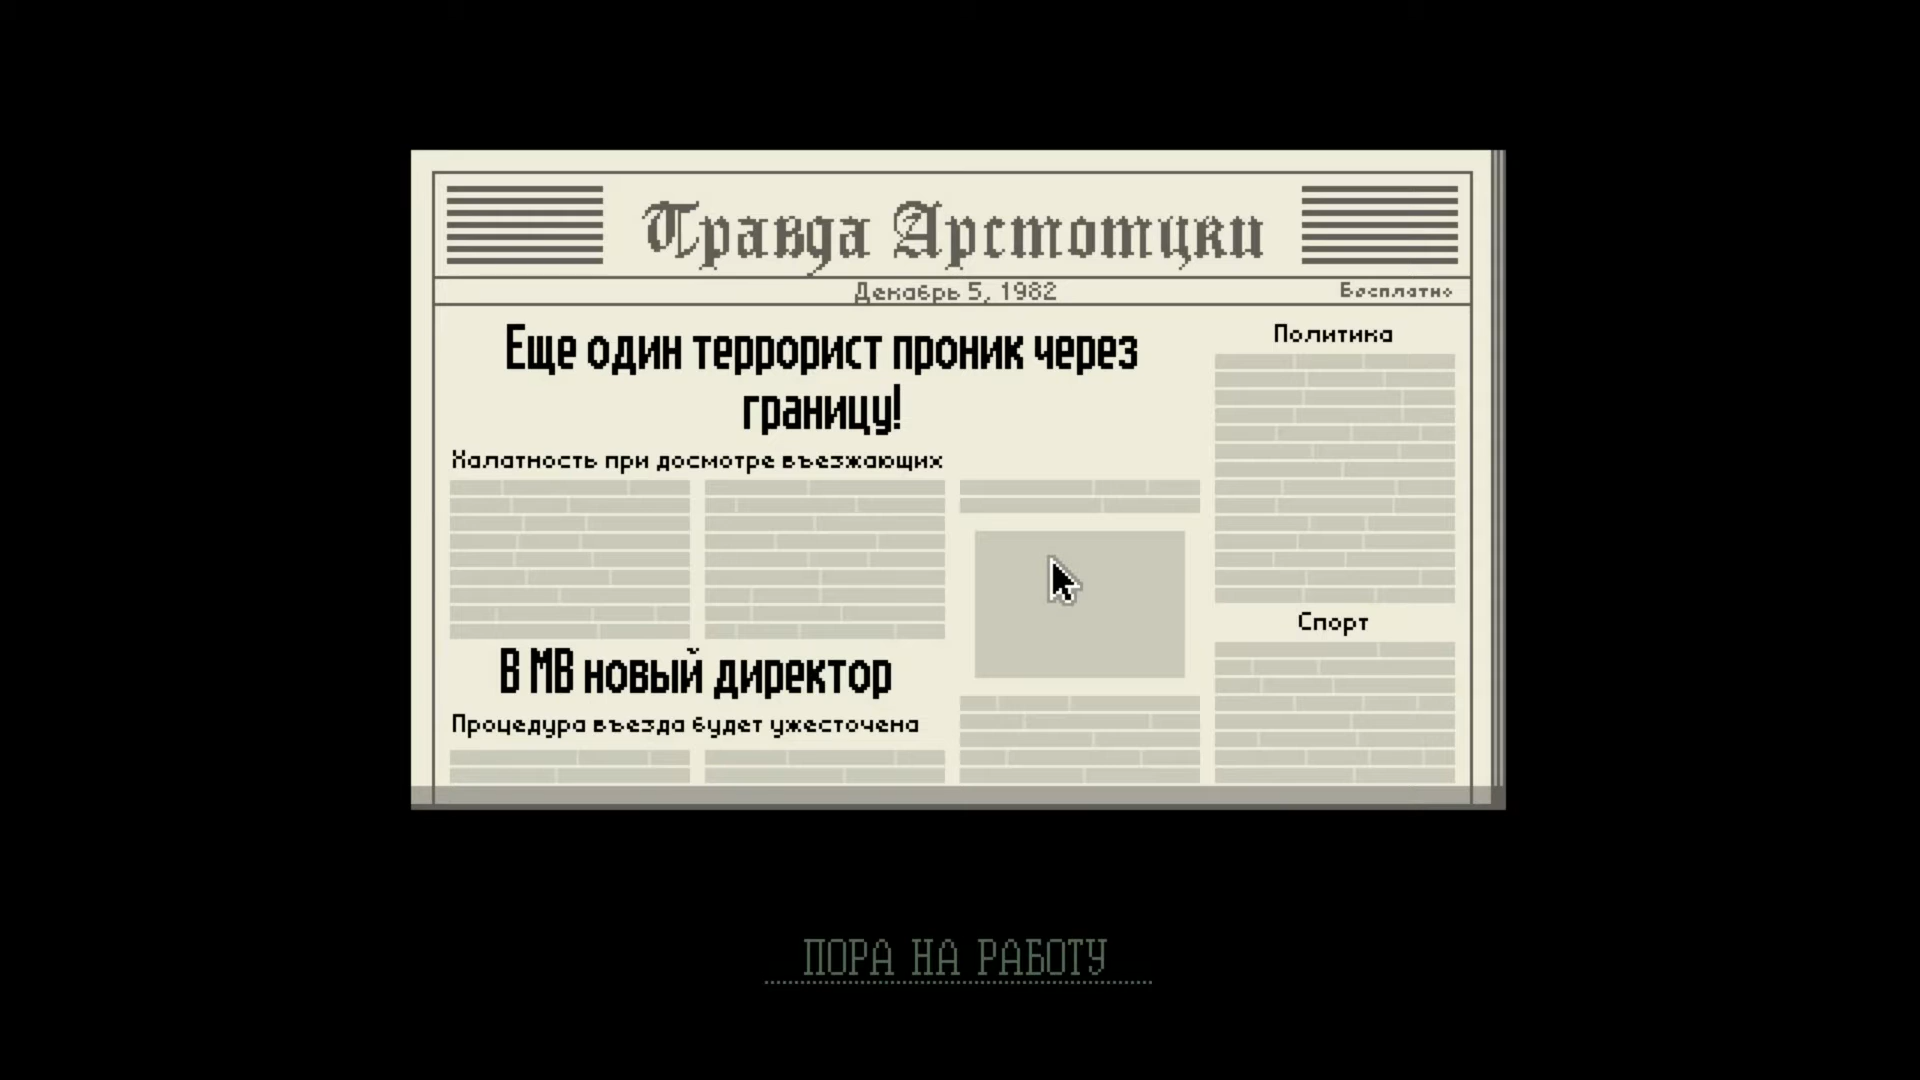 Правда Арстотцки
Декабрь 5, 1982
Бесплатно
Еще один террорист проник через
границу!
Халатность при досмотре въезжающих
В МВ новый директор
Процедура въезда будет ужесточена
Политика
Спорт
ПОРА НА РАБОТУ